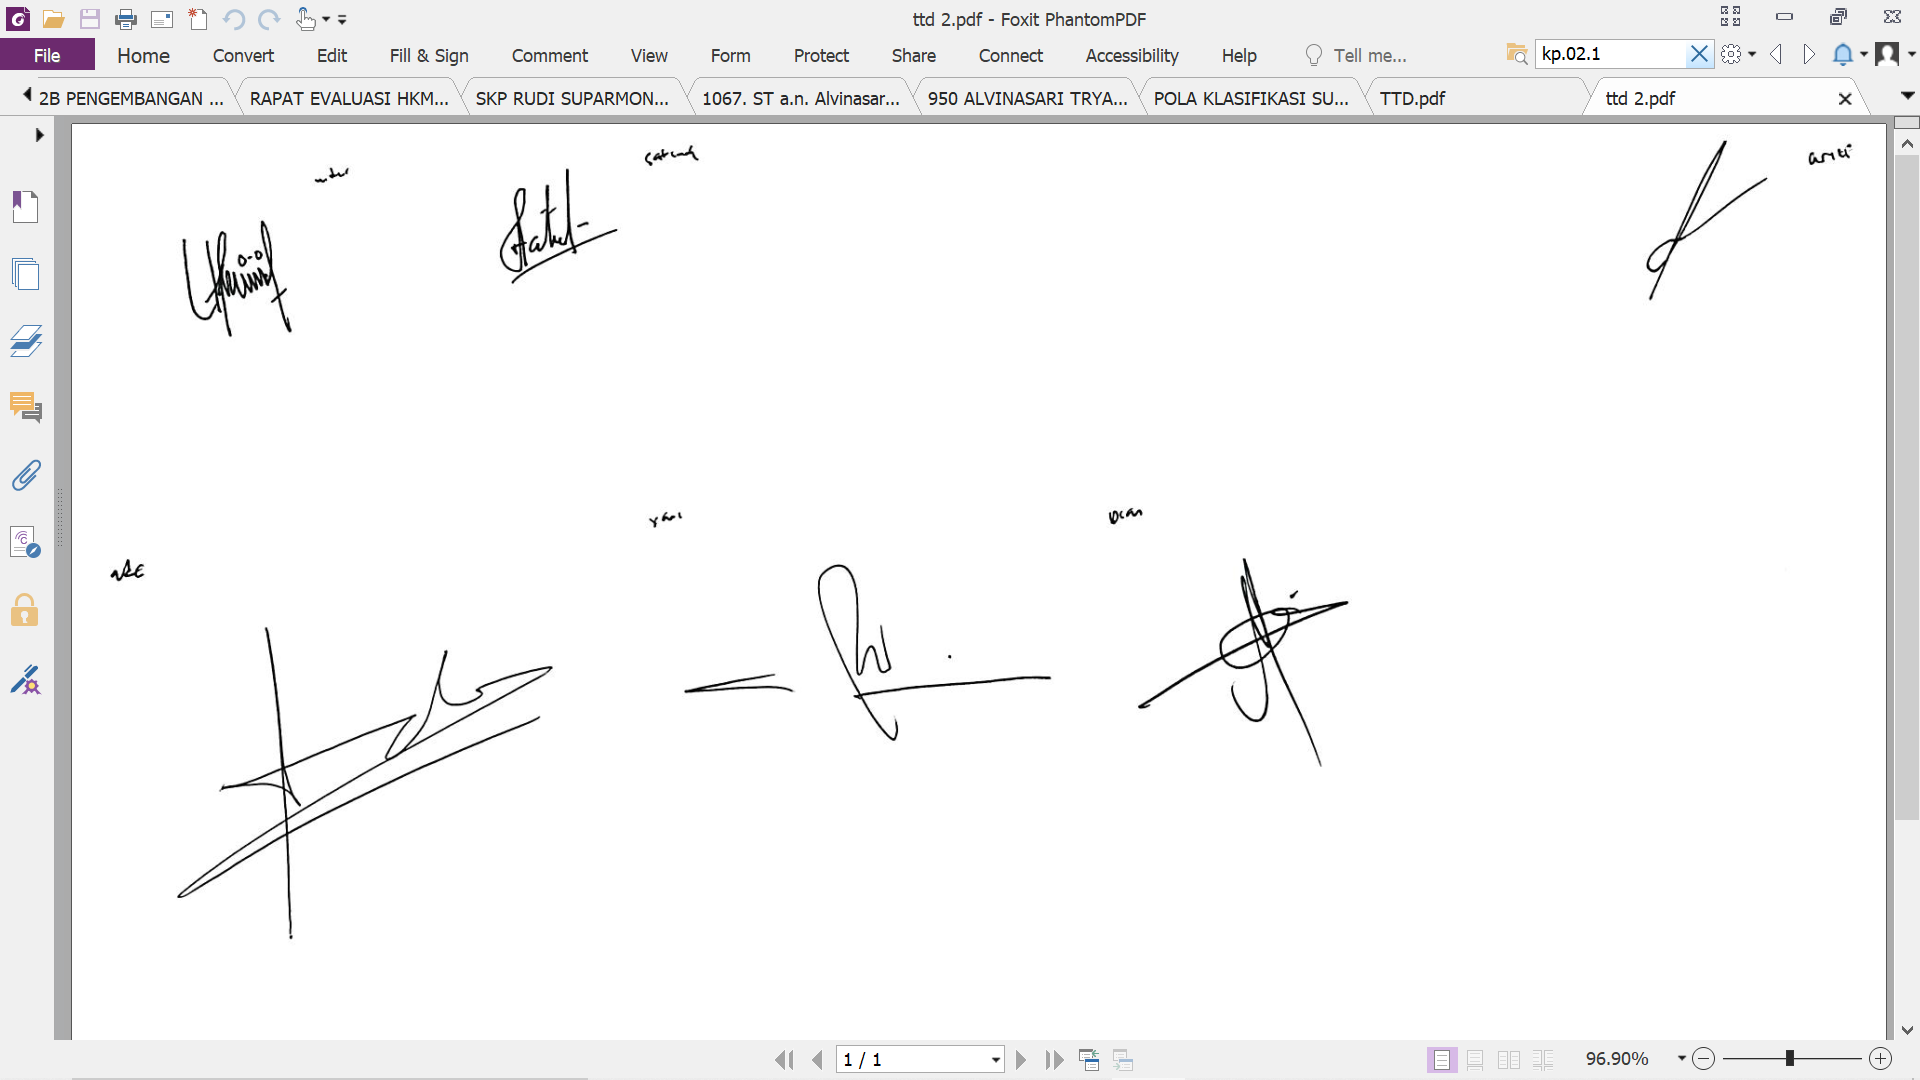 ttd 2.pdf - Foxit PhantomPDF
File Home Convert Edit Fill & Sign Comment View Form Protect Share Connect Accessibility Help Tell me... kp.02.1
2B PENGEMBANGAN ... RAPAT EVALUASI HKM... SKP RUDI SUPARMON... 1067. ST a.n. Alvinasar... 950 ALVINASARI TRYA... POLA KLASIFIKASI SU... TTD.pdf ttd 2.pdf
1 / 1
96.90%